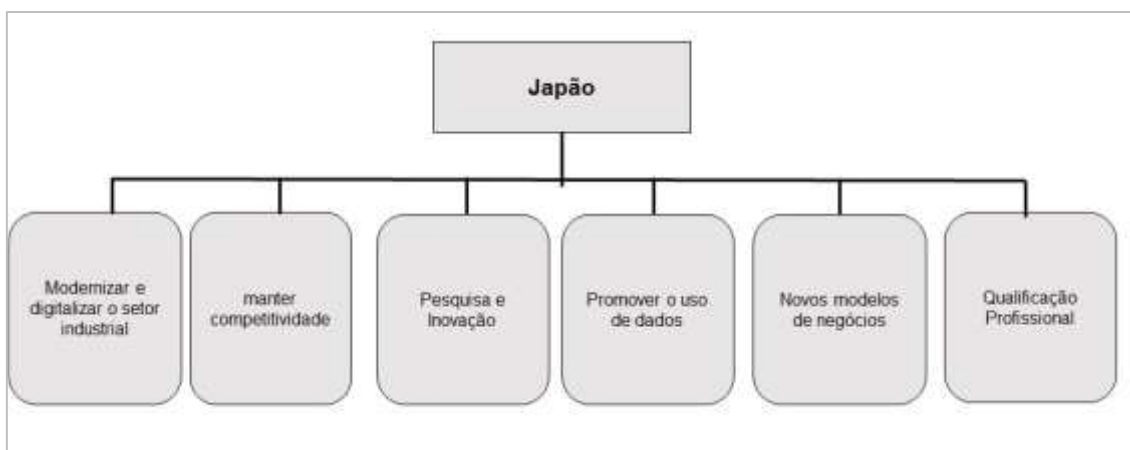 Japão
Modernizar e
digitalizar o setor
industrial
manter
competitividade
Pesquisa e
Inovação
Promover o uso
de dados
Novos modelos
de negócios
Qualificação
Profissional